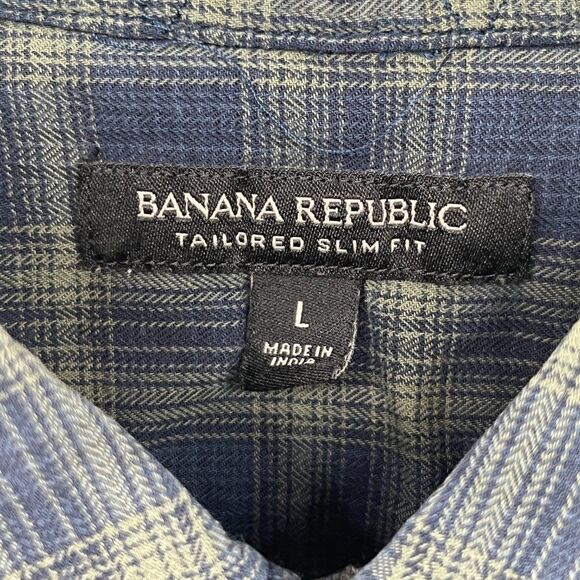 BANANA REPUBLIC
TAILORED SLIM FIT
L
MADE IN
INDIA